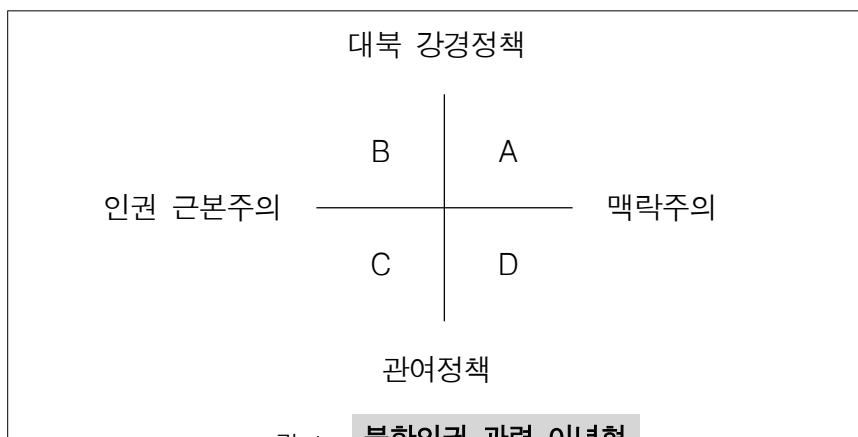 대북 강경정책
B A
인권 근본주의 맥락주의
C D
관여정책
북한인권 관련 이념형